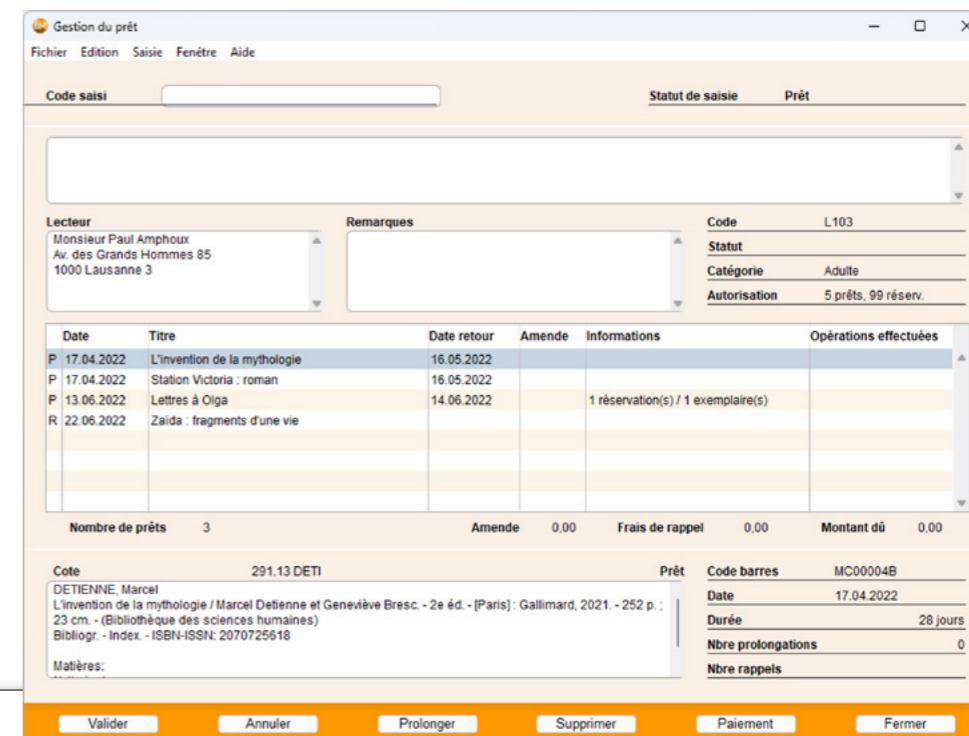 Gestion du prêt
Fichier Edition Saisie Fenêtre Aide
Code saisi Statut de saisie Prêt
Lecteur Remarques Code L103
Monsieur Paul Amphoux
Av. des Grands Hommes 85
1000 Lausanne 3
Statut
Catégorie Adulte
Autorisation 5 prêts, 99 réserv.
Date Titre Date retour Amende Informations Opérations effectuées
P 17.04.2022 L'invention de la mythologie 16.05.2022
P 17.04.2022 Station Victoria : roman 16.05.2022
P 13.06.2022 Lettres á Olga 14.06.2022 1 réservation(s) / 1 exemplaire(s)
R 22.06.2022 Zaïda : fragments d'une vie
Nombre de prêts 3 Amende 0,00 Frais de rappel 0,00 Montant dû 0,00
Cote 291.13 DETI Prêt Code barres MC00004B
DETIENNE, Marcel
L'invention de la mythologie / Marcel Detienne et Geneviève Bresc. - 2e éd. - [Paris] : Gallimard, 2021. - 252 p. ;
23 cm. - (Bibliothèque des sciences humaines)
Bibliogr. - Index. - ISBN-ISSN: 2070725618
Matières:
Date 17.04.2022
Durée 28 jours
Nbre prolongations 0
Nbre rappels
Valider Annuler Prolonger Supprimer Paiement Fermer